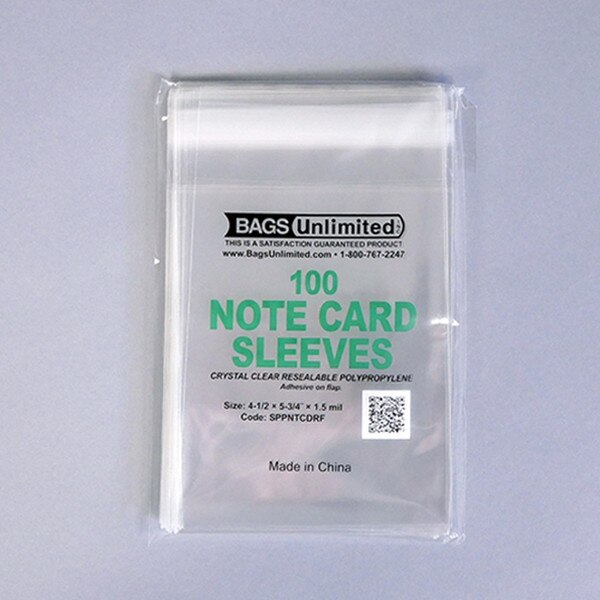 BAGS Unlimited INC
THIS IS A SATISFACTION GUARANTEED PRODUCT
www.BagsUnlimited.com • 1-800-767-2247
100
NOTE CARD
SLEEVES
CRYSTAL CLEAR RESEALABLE POLYPROPYLENE
Adhesive on flap.
Size: 4-1/2 × 5-3/4" × 1.5 mil
Code: SPPNTCDRF
Made in China